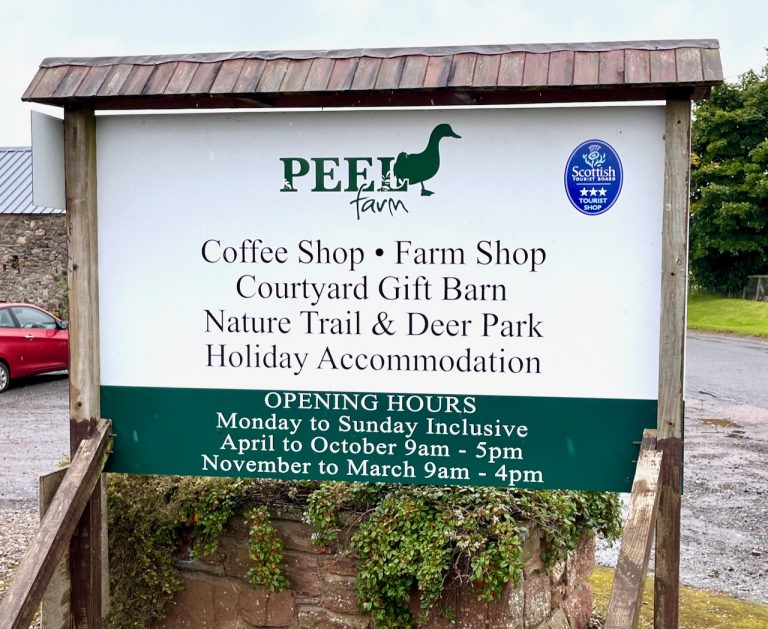 PEEL
farm
Scottish
TOURIST BOARD
★★★
TOURIST
SHOP
Coffee Shop • Farm Shop
Courtyard Gift Barn
Nature Trail & Deer Park
Holiday Accommodation
OPENING HOURS
Monday to Sunday Inclusive
April to October 9am - 5pm
November to March 9am - 4pm